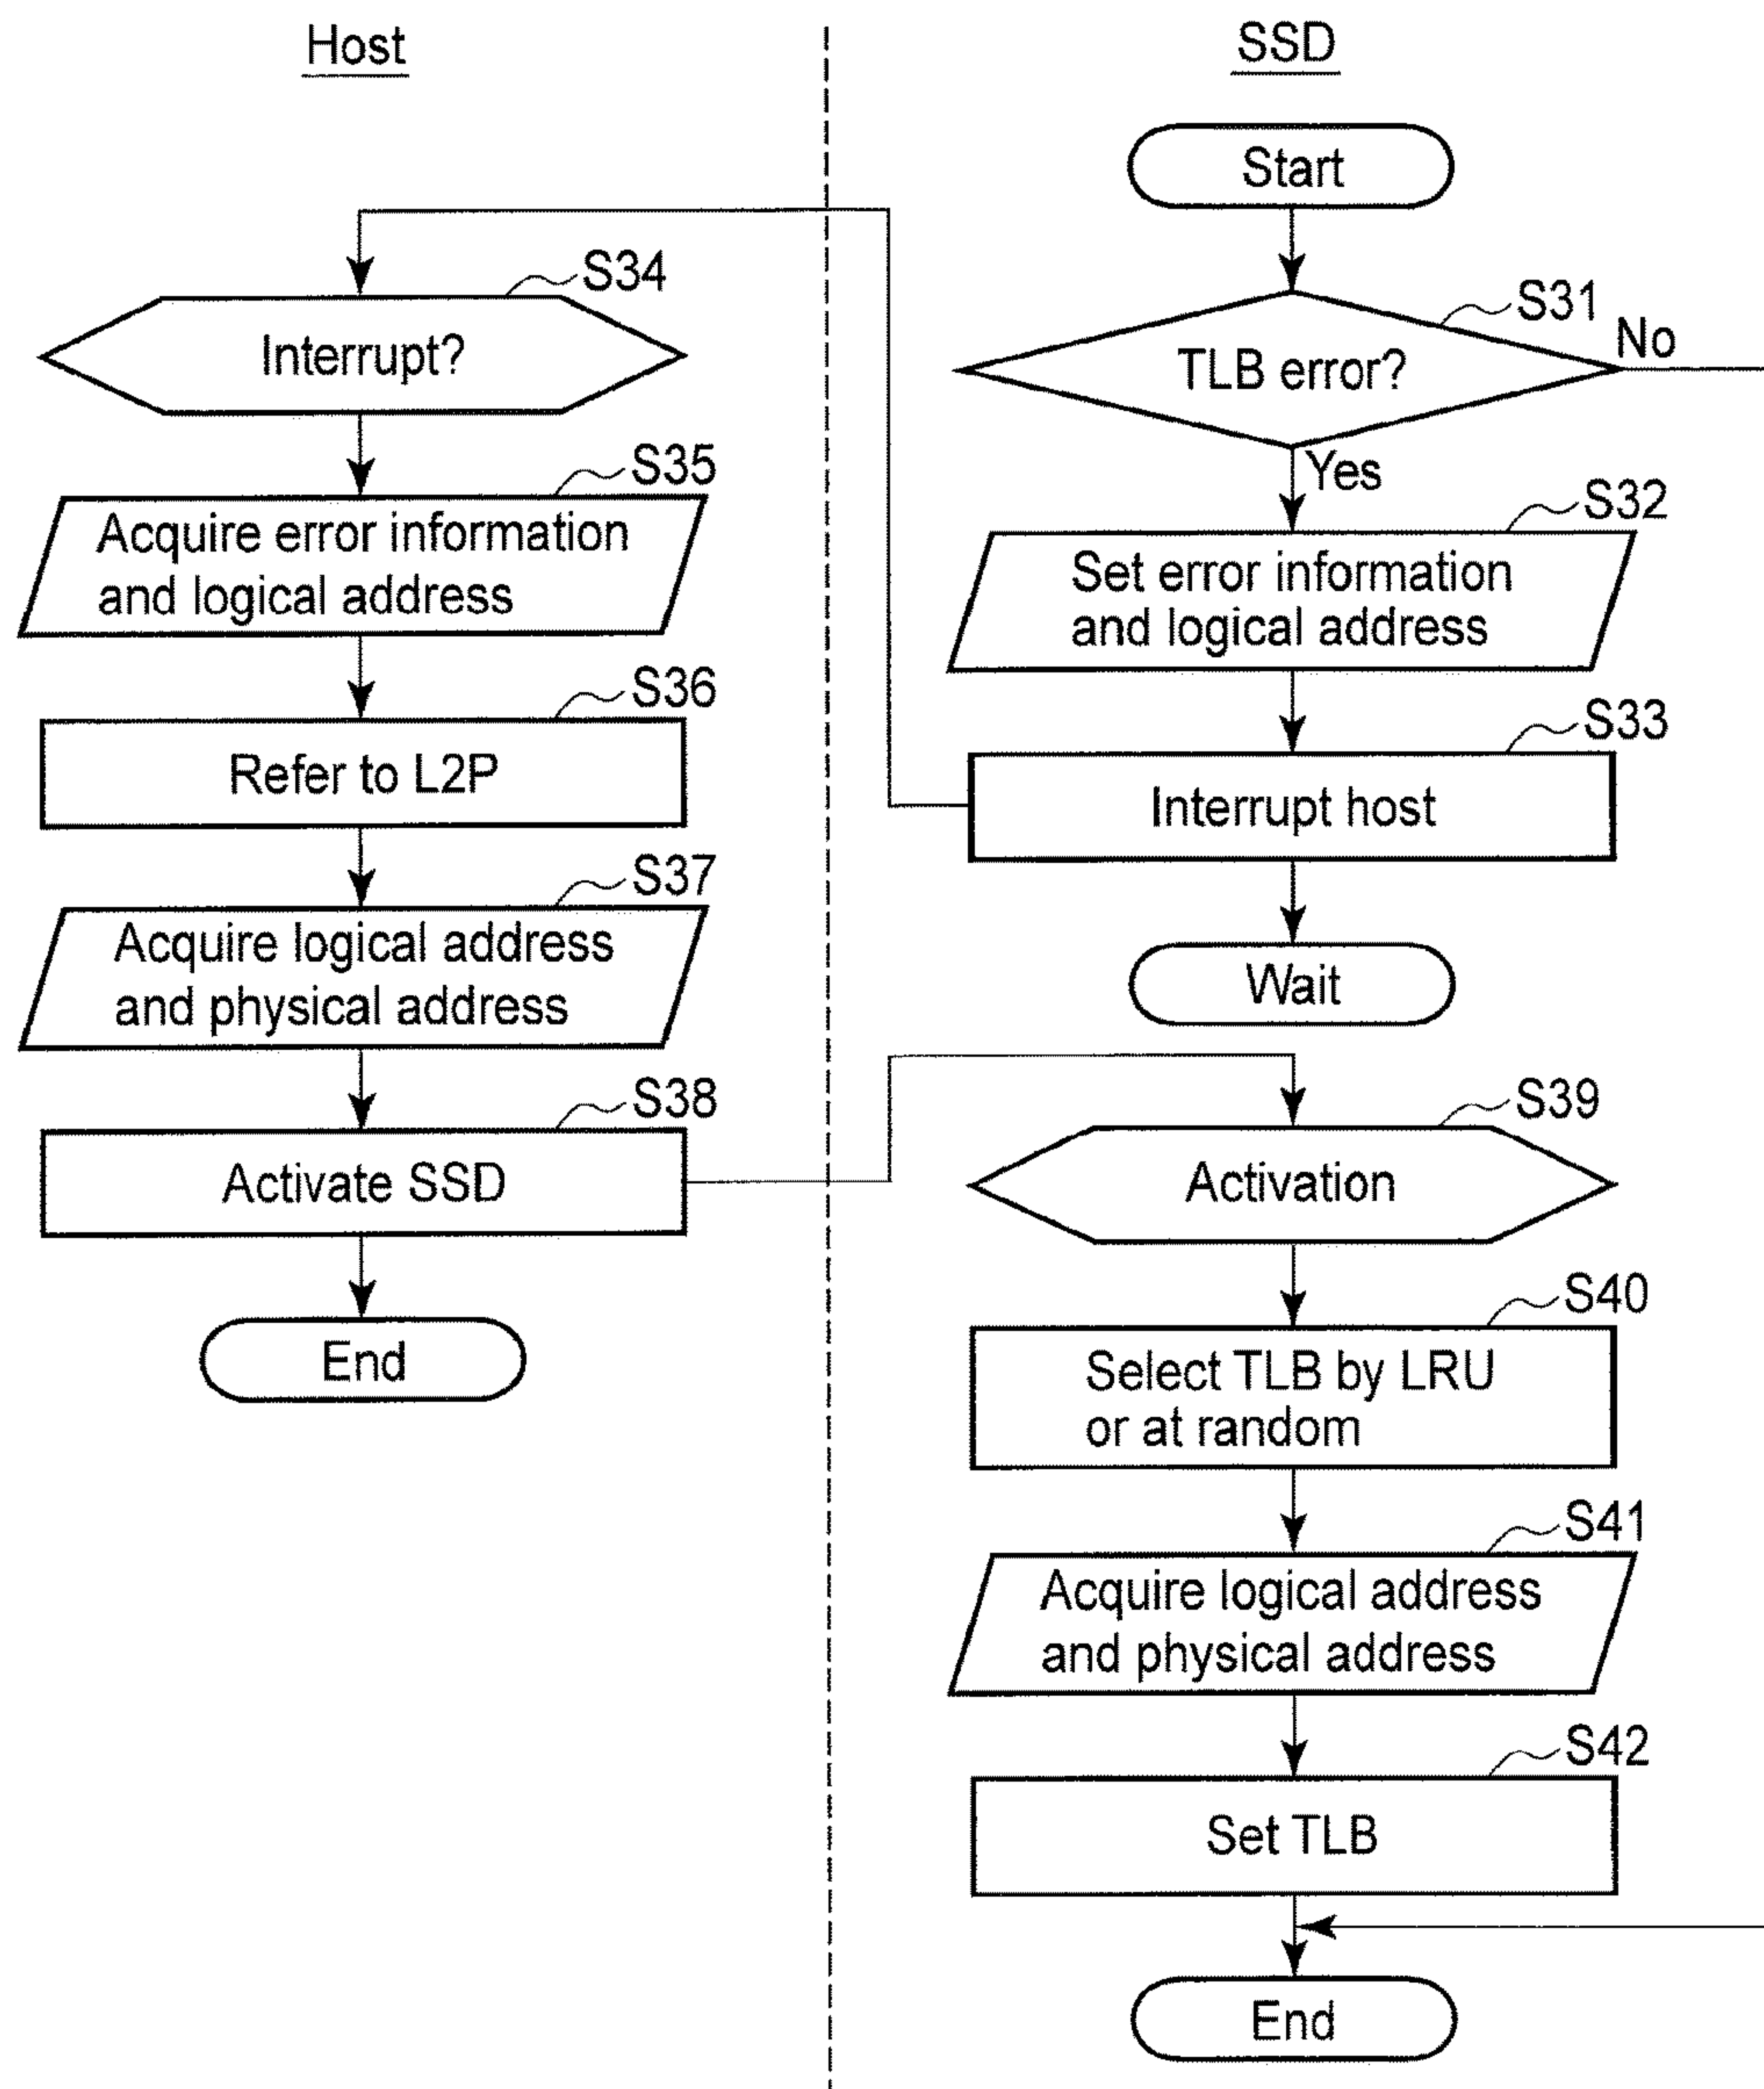 Host
S34
Interrupt?
S35
Acquire error information
and logical address
S36
Refer to L2P
S37
Acquire logical address
and physical address
S38
Activate SSD
End
SSD
Start
S31
TLB error?
No
Yes
S32
Set error information
and logical address
S33
Interrupt host
Wait
S39
Activation
S40
Select TLB by LRU
or at random
S41
Acquire logical address
and physical address
S42
Set TLB
End